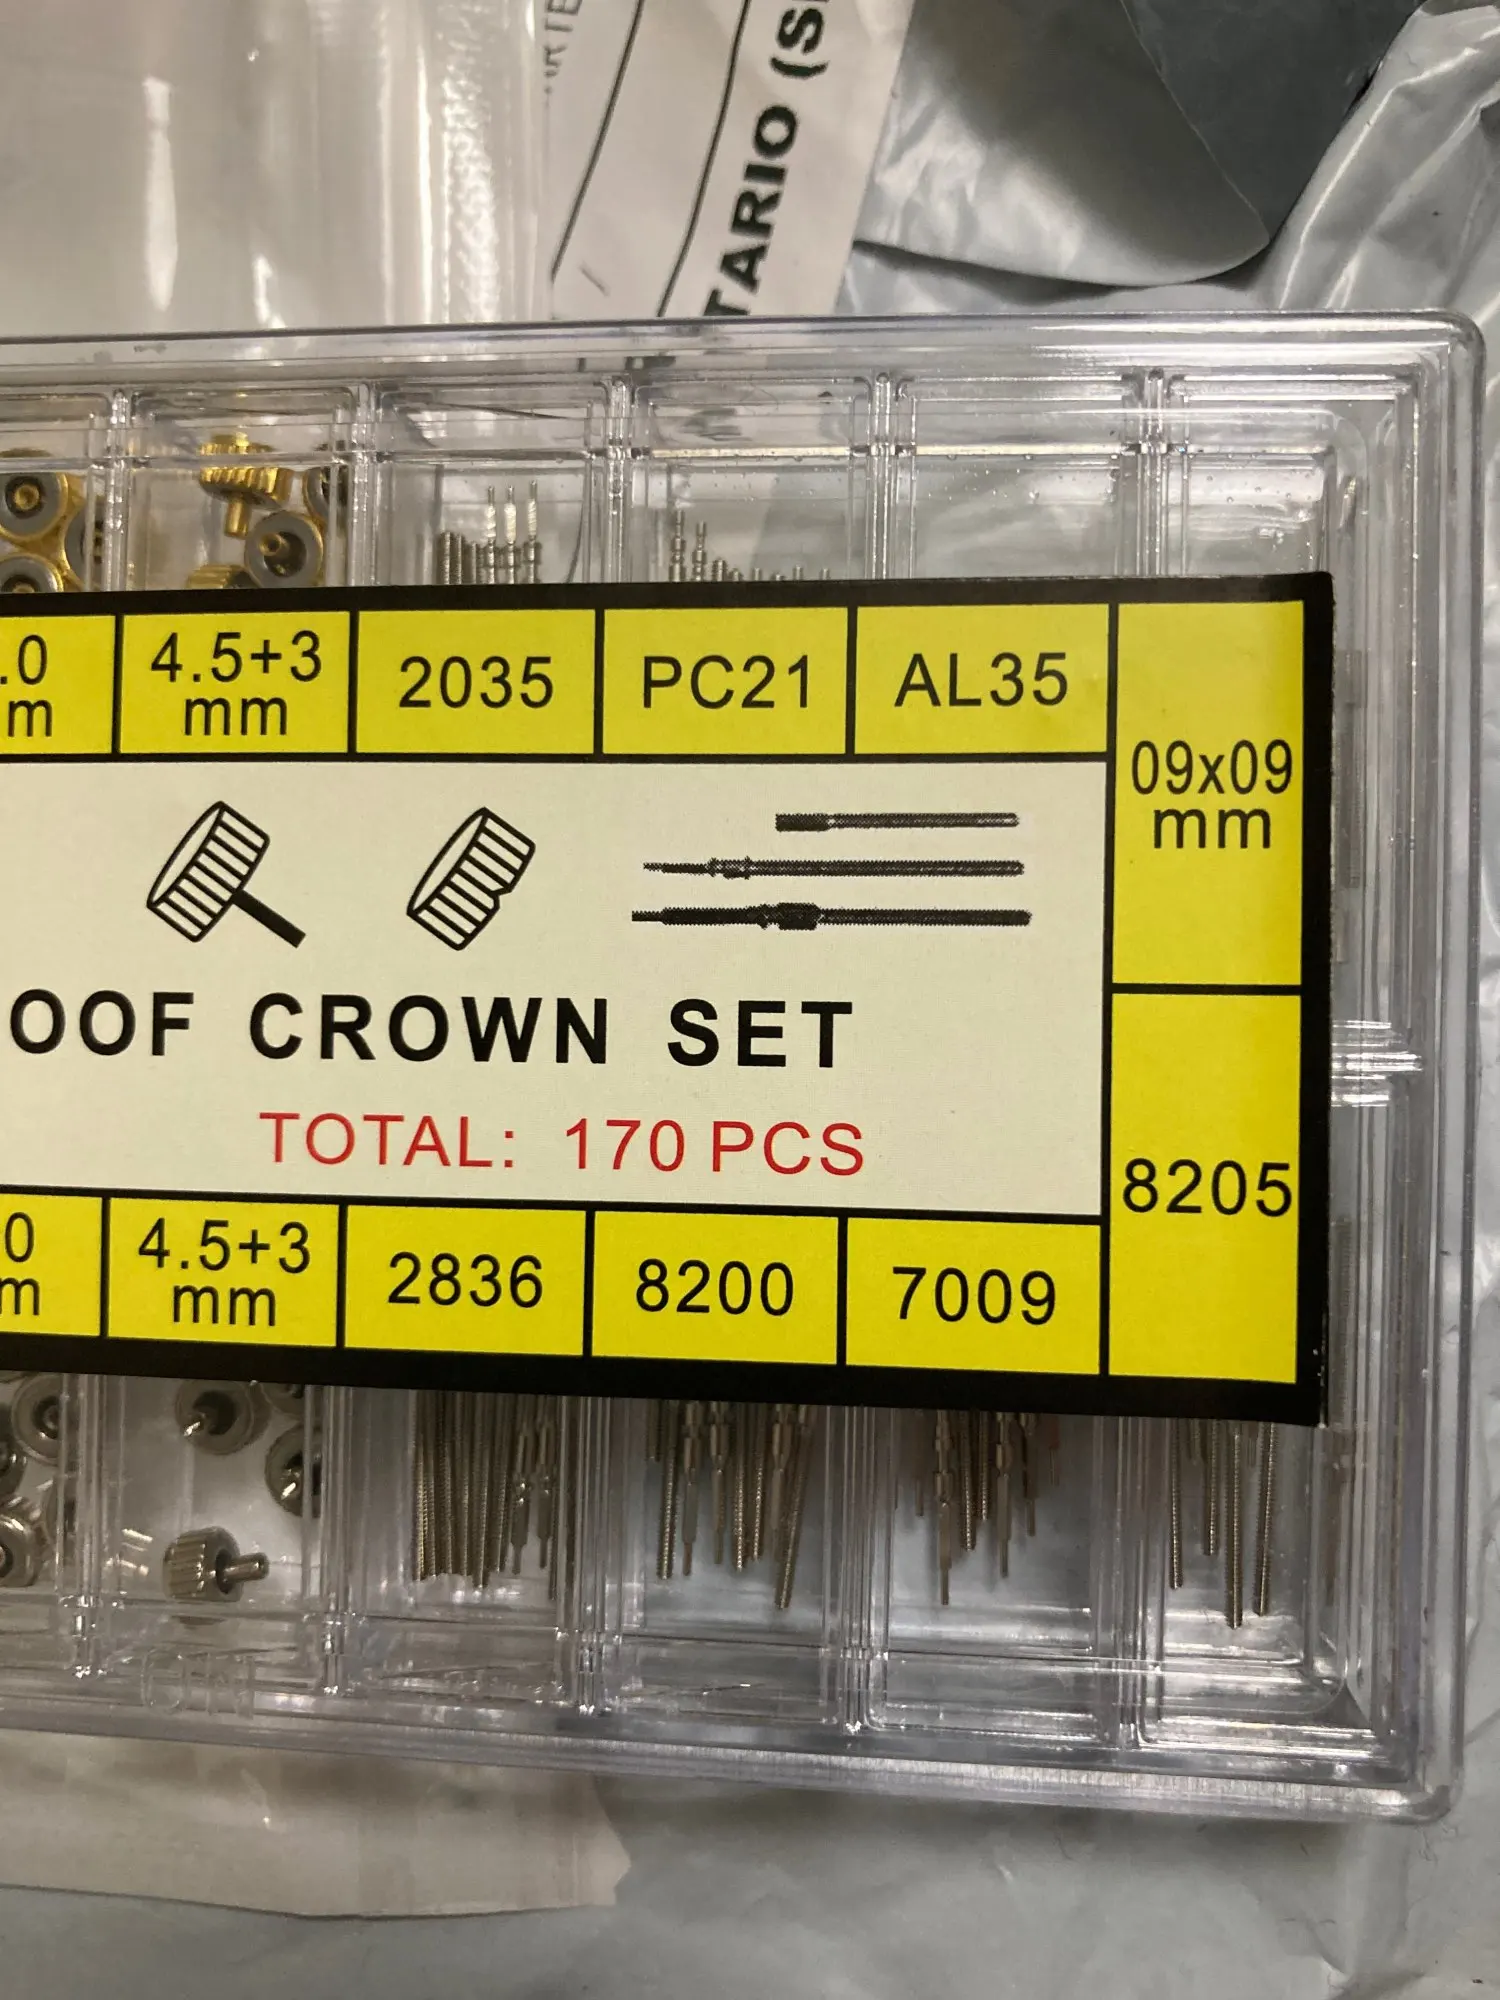 TARIO (S
.0
m
4.5+3
mm
2035
PC21
AL35
09x09
mm
OOF CROWN SET
TOTAL: 170 PCS
8205
0
m
4.5+3
mm
2836
8200
7009